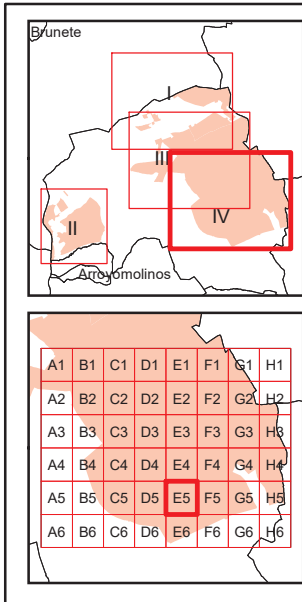 Brunete
I
III
IV
II
Arroyomolinos
A1 B1 C1 D1 E1 F1 G1 H1
A2 B2 C2 D2 E2 F2 G2 H2
A3 B3 C3 D3 E3 F3 G3 H3
A4 B4 C4 D4 E4 F4 G4 H4
A5 B5 C5 D5 E5 F5 G5 H5
A6 B6 C6 D6 E6 F6 G6 H6